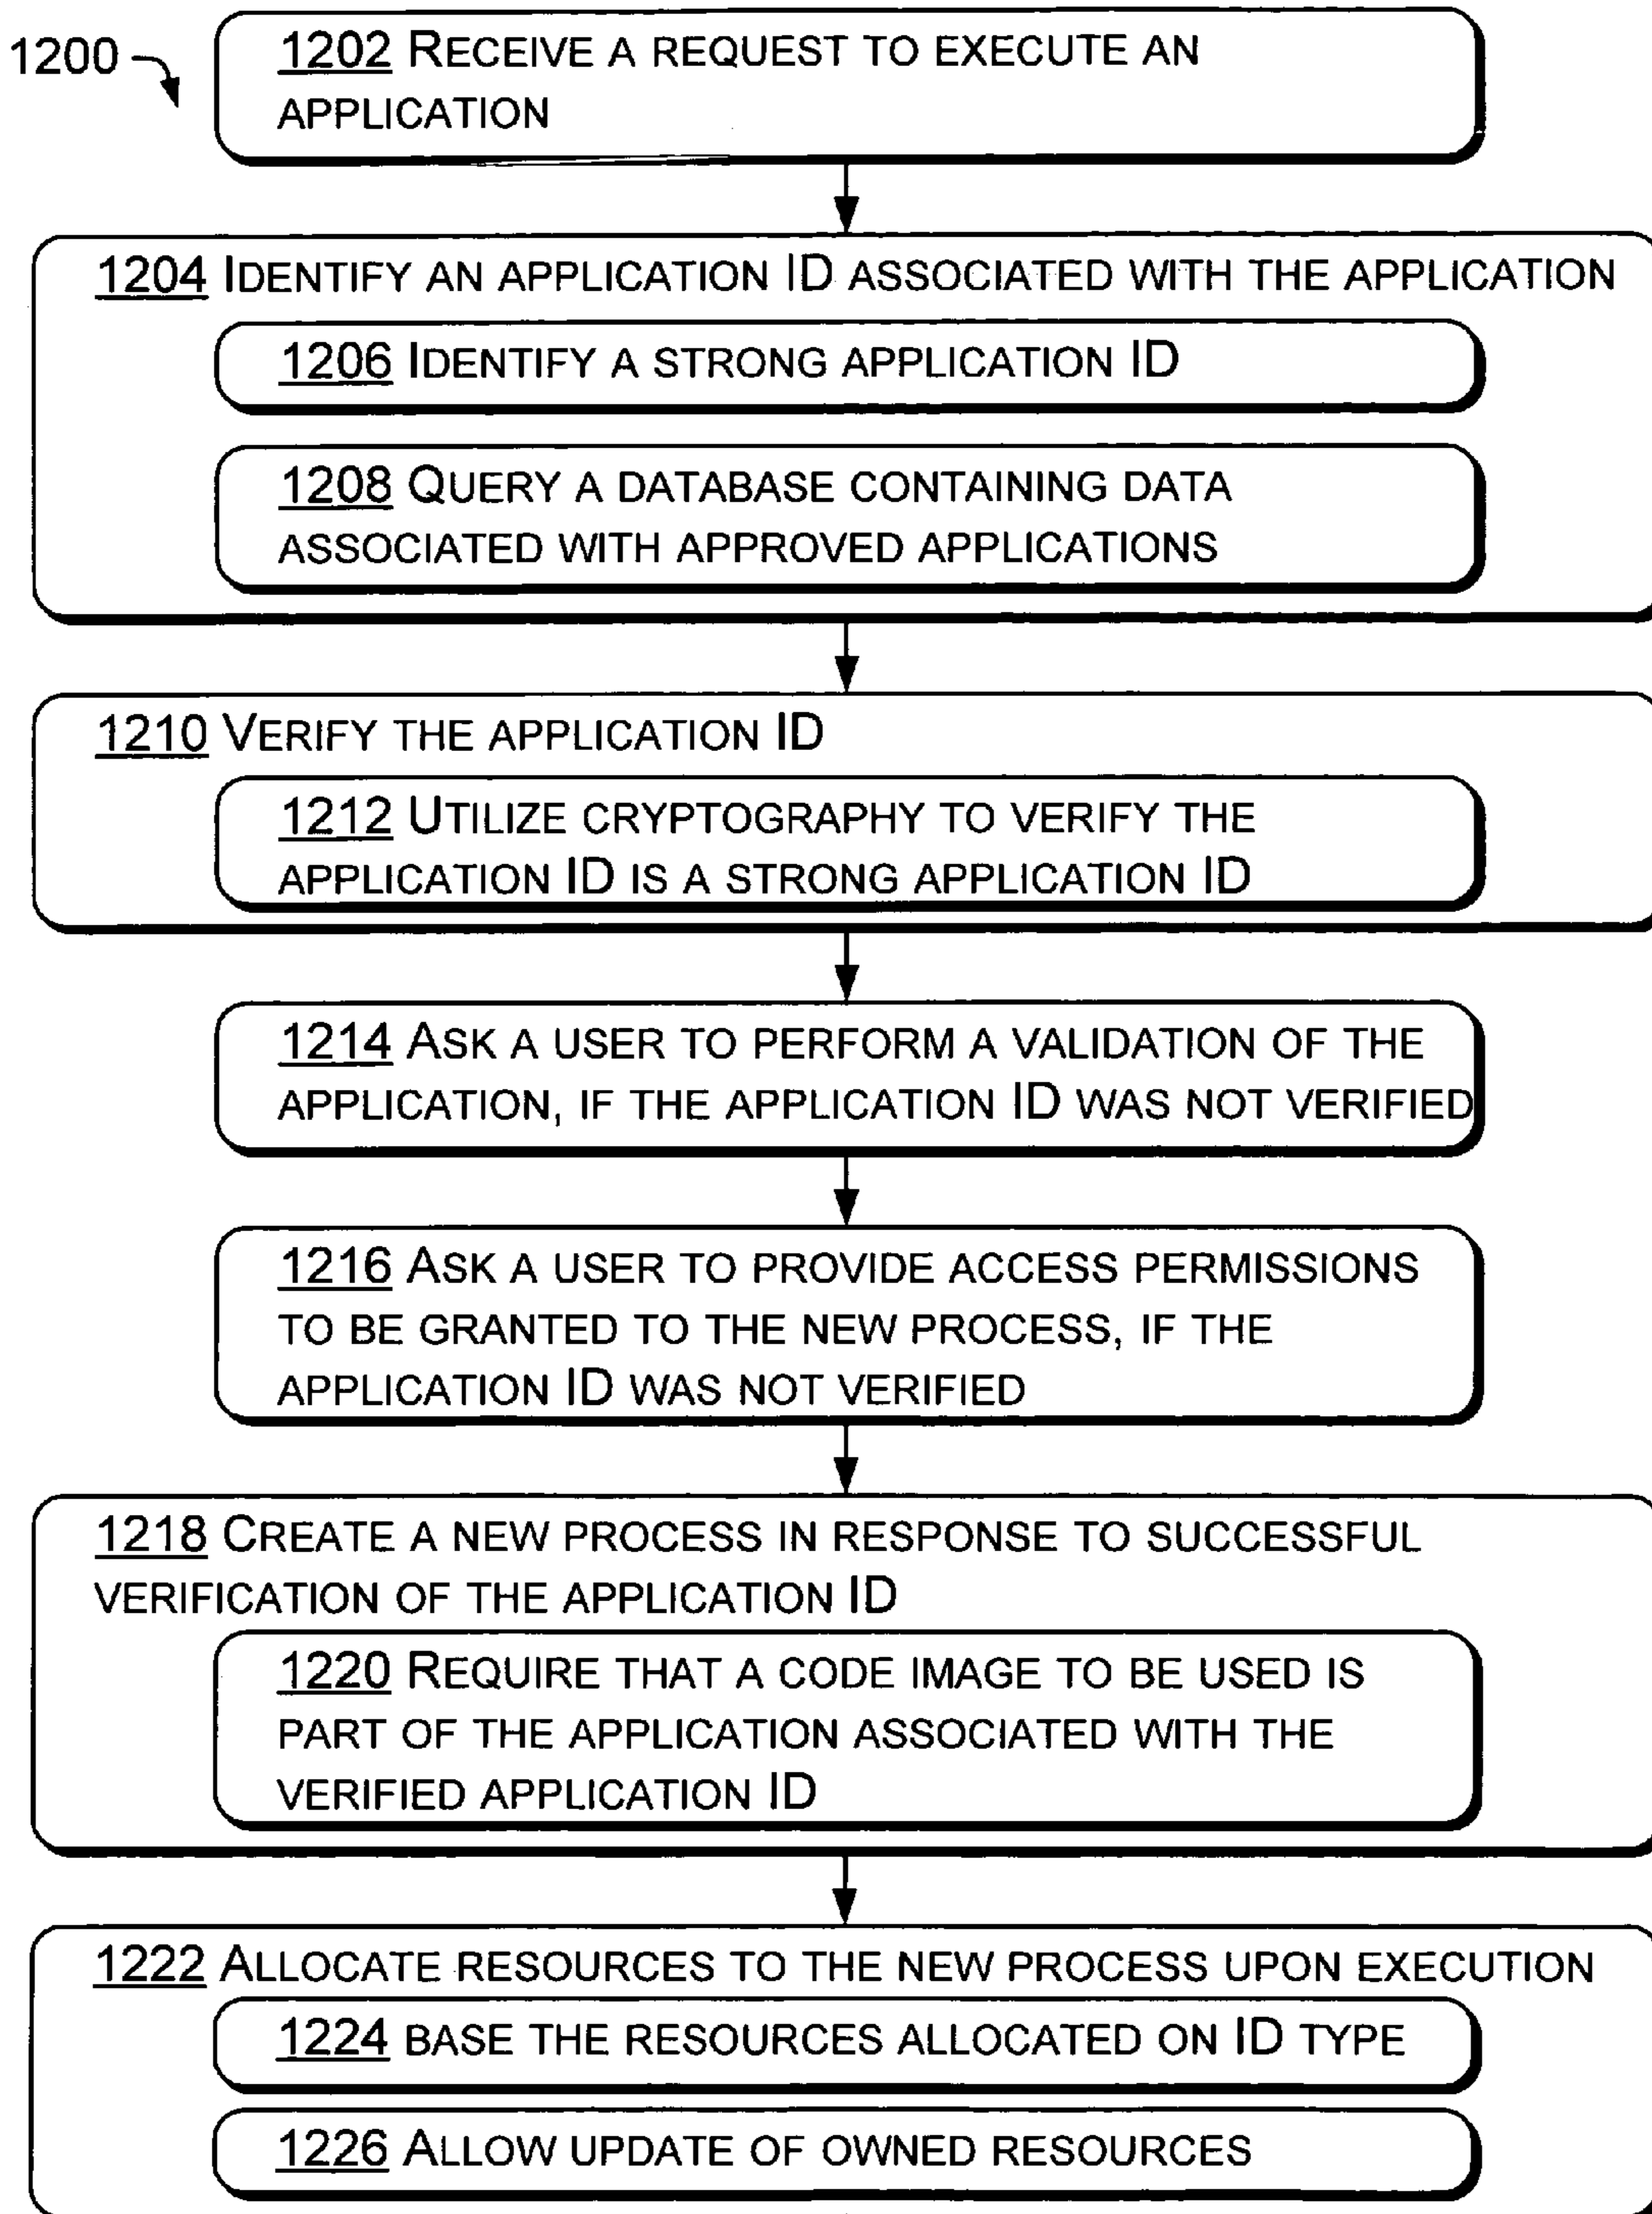 1200
1202 RECEIVE A REQUEST TO EXECUTE AN
APPLICATION
1204 IDENTIFY AN APPLICATION ID ASSOCIATED WITH THE APPLICATION
1206 IDENTIFY A STRONG APPLICATION ID
1208 QUERY A DATABASE CONTAINING DATA
ASSOCIATED WITH APPROVED APPLICATIONS
1210 VERIFY THE APPLICATION ID
1212 UTILIZE CRYPTOGRAPHY TO VERIFY THE
APPLICATION ID IS A STRONG APPLICATION ID
1214 ASK A USER TO PERFORM A VALIDATION OF THE
APPLICATION, IF THE APPLICATION ID WAS NOT VERIFIED
1216 ASK A USER TO PROVIDE ACCESS PERMISSIONS
TO BE GRANTED TO THE NEW PROCESS, IF THE
APPLICATION ID WAS NOT VERIFIED
1218 CREATE A NEW PROCESS IN RESPONSE TO SUCCESSFUL
VERIFICATION OF THE APPLICATION ID
1220 REQUIRE THAT A CODE IMAGE TO BE USED IS
PART OF THE APPLICATION ASSOCIATED WITH THE
VERIFIED APPLICATION ID
1222 ALLOCATE RESOURCES TO THE NEW PROCESS UPON EXECUTION
1224 BASE THE RESOURCES ALLOCATED ON ID TYPE
1226 ALLOW UPDATE OF OWNED RESOURCES